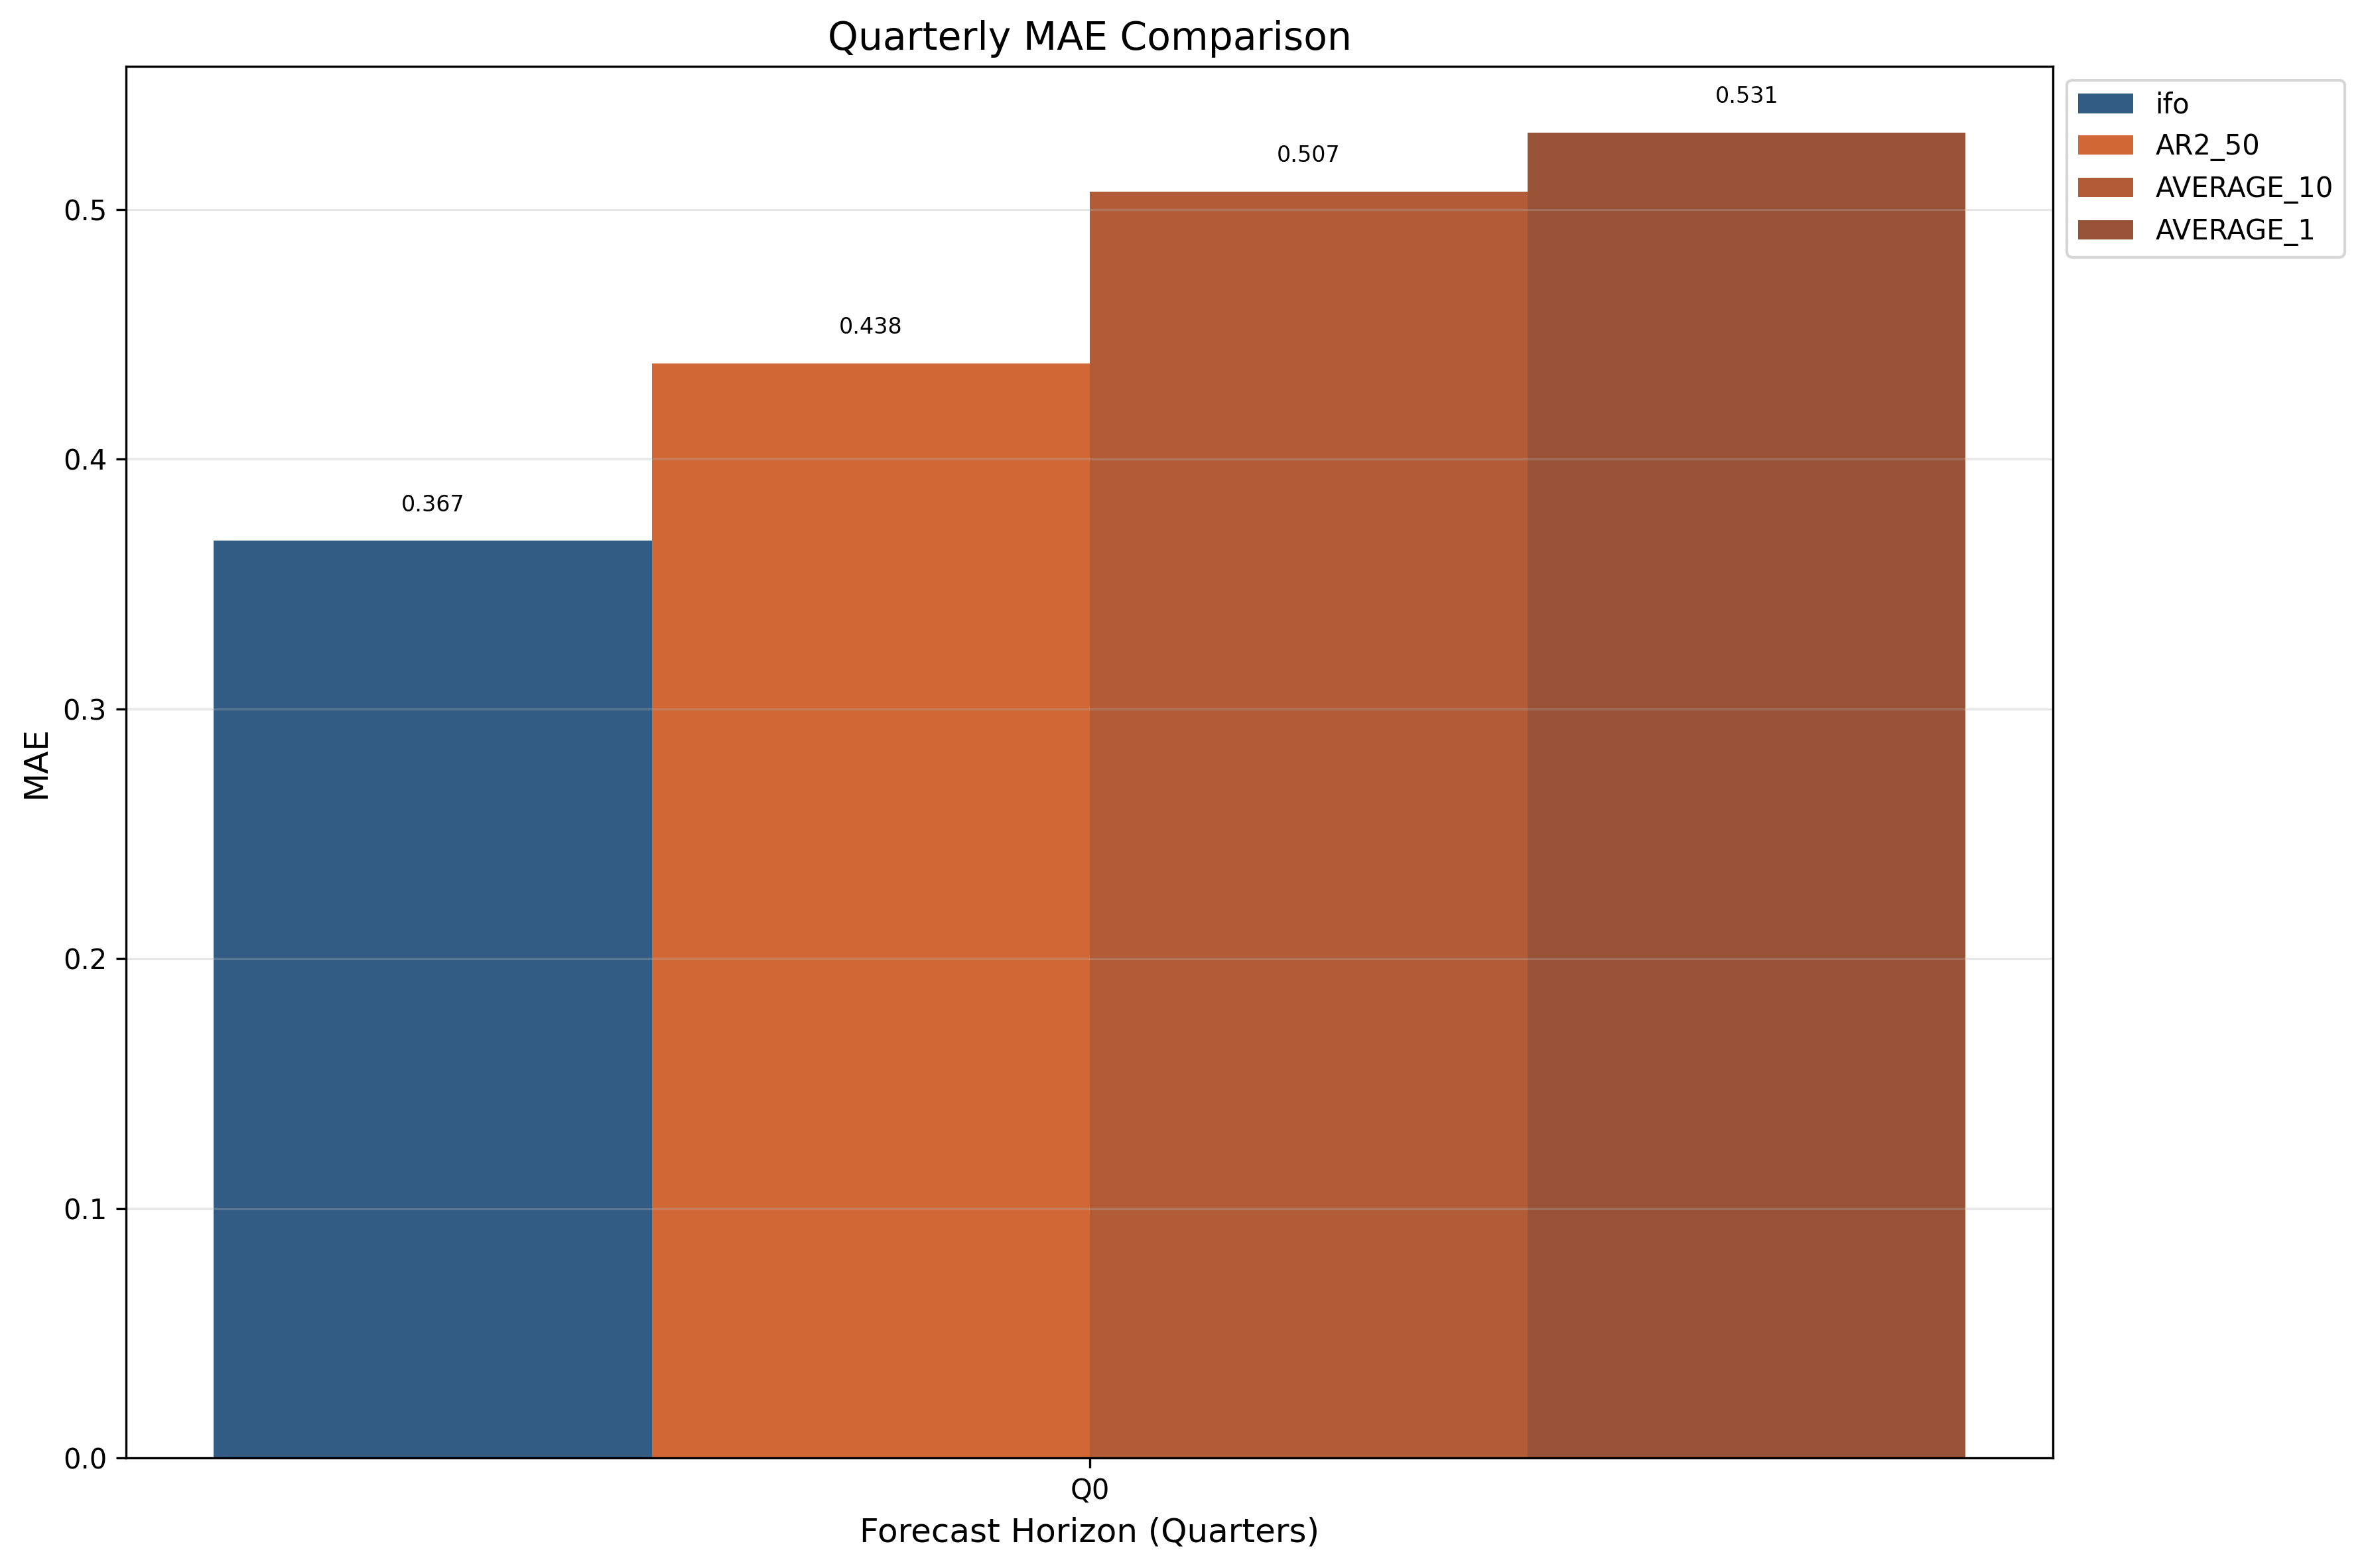 Quarterly MAE Comparison
ifo
AR2_50
AVERAGE_10
AVERAGE_1
0.531
0.507
0.438
0.367
0.5
0.4
0.3
0.2
0.1
0.0
MAE
Q0
Forecast Horizon (Quarters)